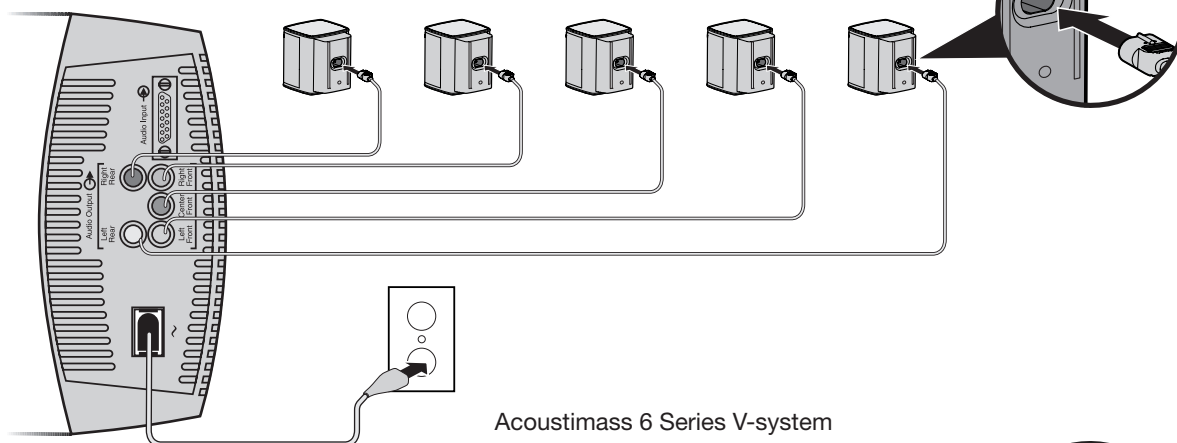 Audio Input
Audio Output
Right
Rear
Right
Front
Center
Front
Left
Rear
Left
Front
~
Acoustimass 6 Series V-system